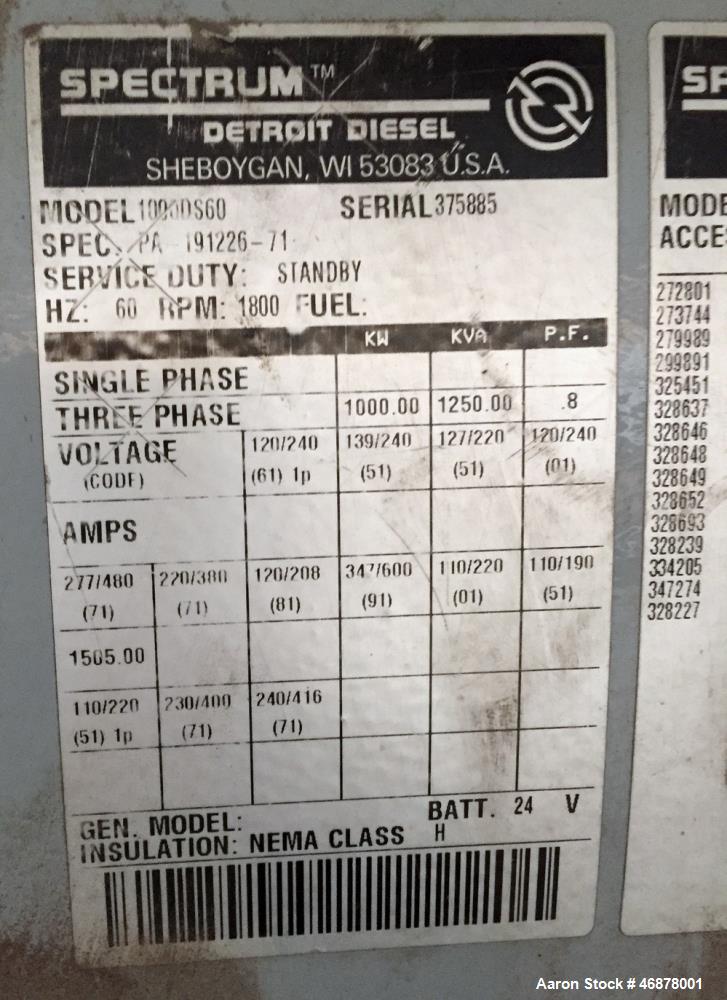 SPECTRUM™
DETROIT DIESEL
SHEBOYGAN, WI 53083 U.S.A.
MODEL 1000DS60 SERIAL 375885
SPEC. PA 191226-71
SERVICE DUTY: STANDBY
HZ: 60 RPM: 1800 FUEL:
KW KVA P.F.
SINGLE PHASE
THREE PHASE 1000.00 1250.00 .8
VOLTAGE 120/240 139/240 127/220 120/240
(CODE) (61) 1p (51) (51) (01)
AMPS
277/480 220/380 120/208 347/600 110/220 110/190
(71) (71) (81) (91) (01) (51)
1505.00
110/220 230/400 240/416
(51) 1p (71) (71)
GEN. MODEL: BATT. 24 V
INSULATION: NEMA CLASS H
SP
MODE
ACCE
272801
273744
279989
299891
325451
328637
328646
328648
328649
328652
328693
328239
334205
347274
328227
Aaron Stock # 46878001